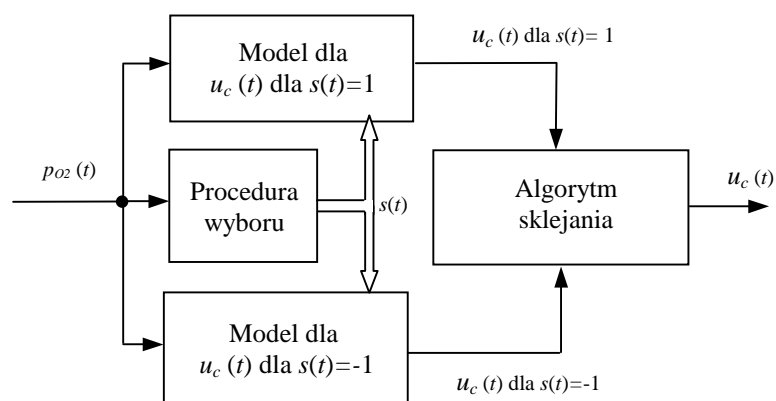 u_c (t) dla s(t)= 1
Model dla
u_c (t) dla s(t)=1
p_O2 (t)
Procedura
wyboru
s(t)
Algorytm
sklejania
u_c (t)
Model dla
u_c (t) dla s(t)=-1
u_c (t) dla s(t)=-1